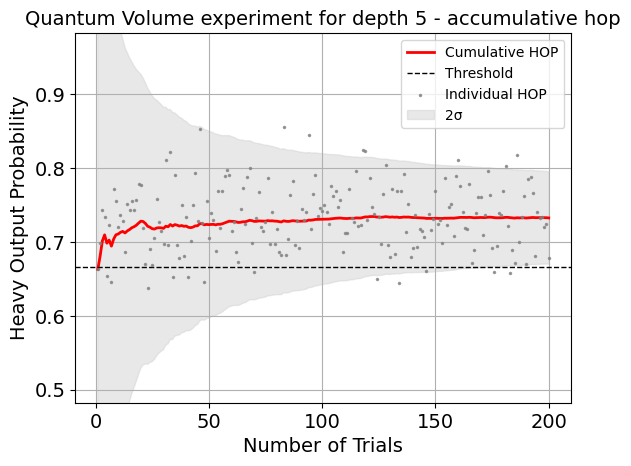 Quantum Volume experiment for depth 5 - accumulative hop
Cumulative HOP
Threshold
Individual HOP
2σ
Heavy Output Probability
0.9
0.8
0.7
0.6
0.5
0
50
100
150
200
Number of Trials